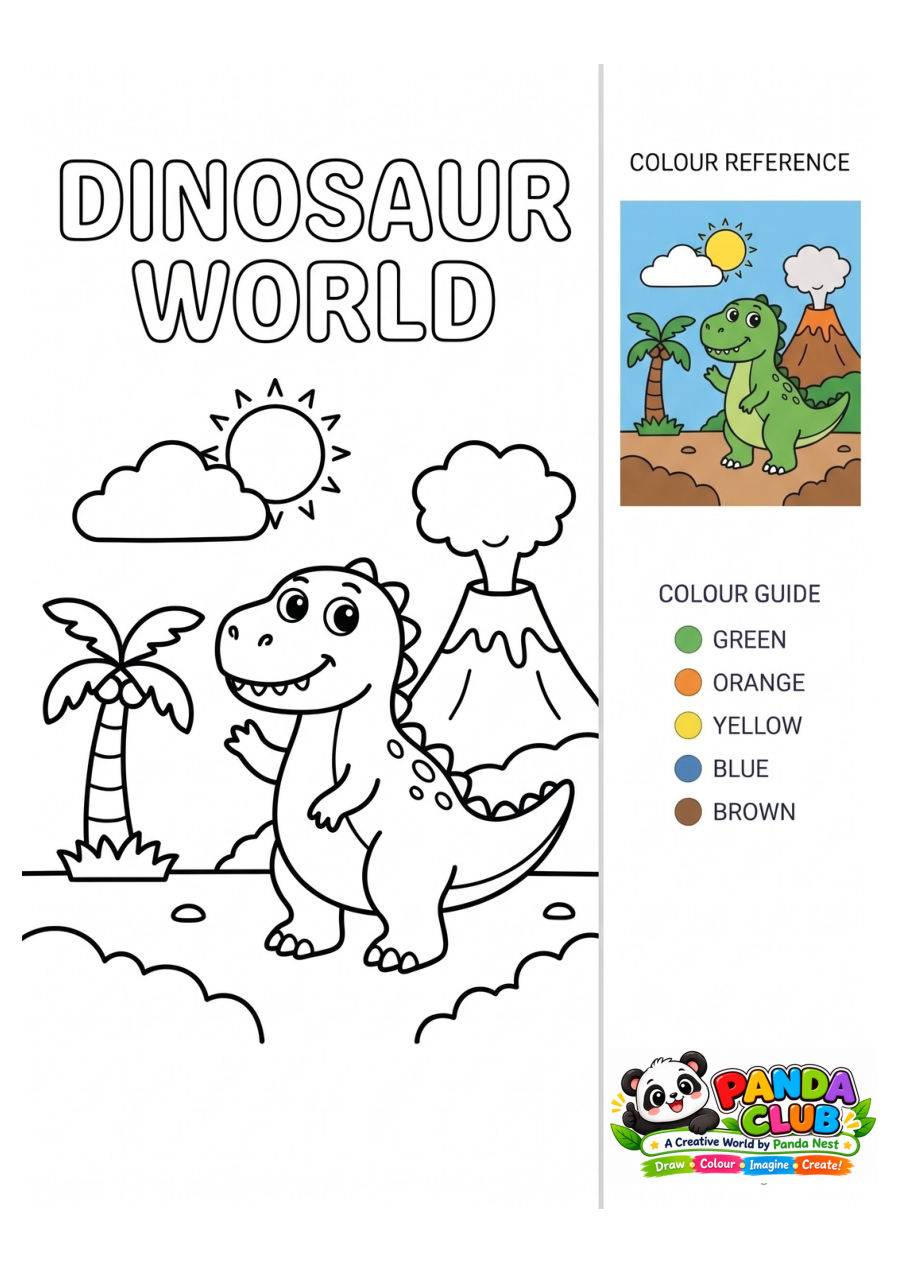 DINOSAUR
WORLD
COLOUR REFERENCE
COLOUR GUIDE
GREEN
ORANGE
YELLOW
BLUE
BROWN
PANDA
CLUB
A Creative World by Panda Nest
Draw • Colour • Imagine • Create!